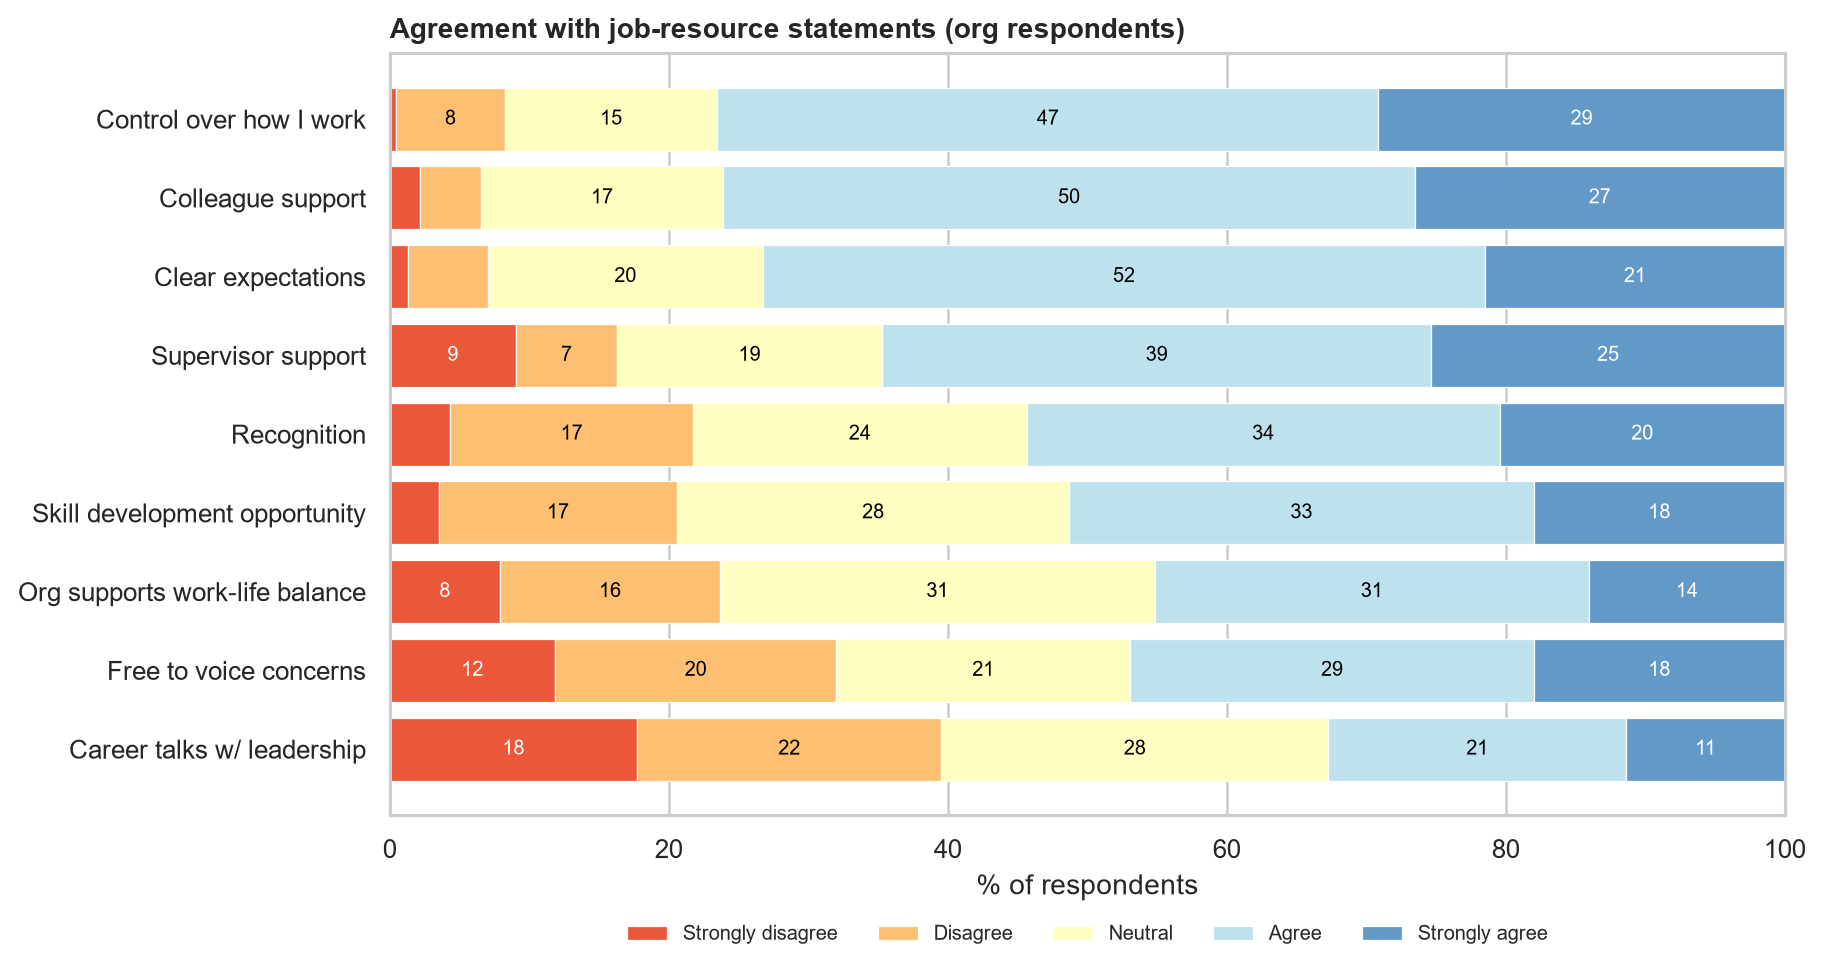 Agreement with job-resource statements (org respondents)
Control over how I work 8 15 47 29
Colleague support 17 50 27
Clear expectations 20 52 21
Supervisor support 9 7 19 39 25
Recognition 17 24 34 20
Skill development opportunity 17 28 33 18
Org supports work-life balance 8 16 31 31 14
Free to voice concerns 12 20 21 29 18
Career talks w/ leadership 18 22 28 21 11
0 20 40 60 80 100
% of respondents
Strongly disagree Disagree Neutral Agree Strongly agree